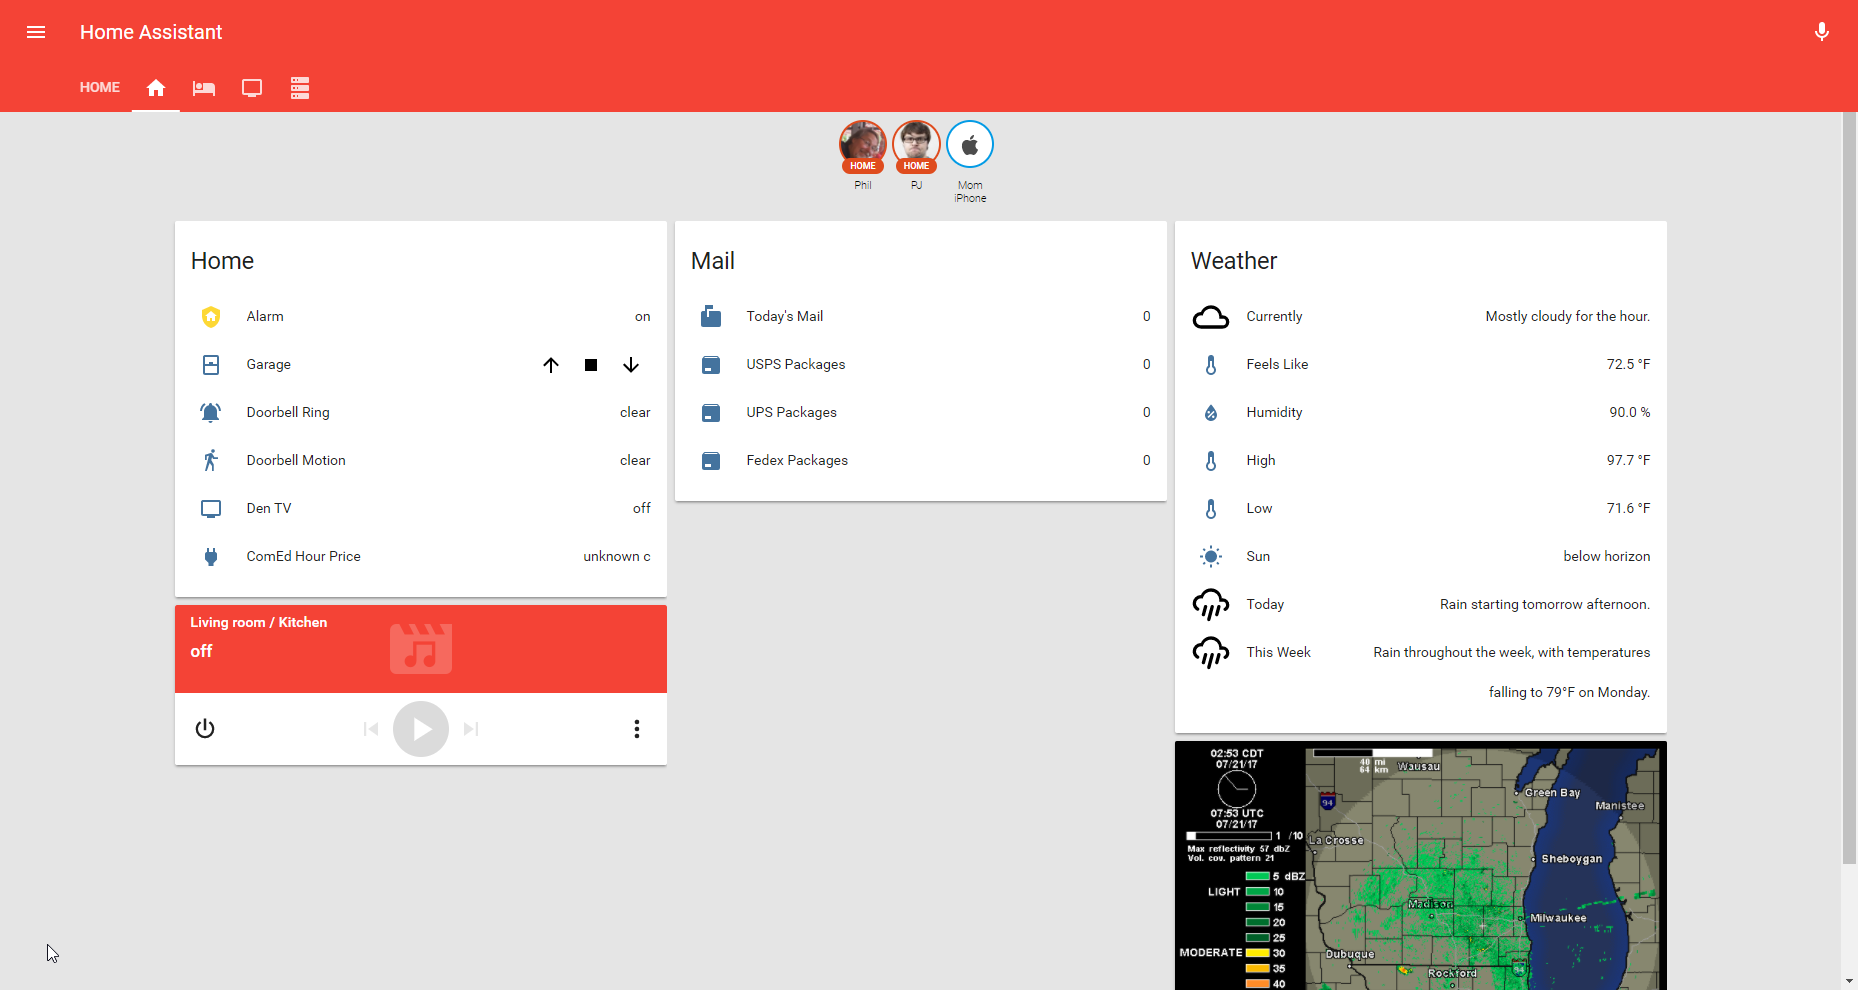 Home Assistant
HOME
HOME
HOME
Phil
PJ
Mom
iPhone
Home
Alarm
on
Garage
Doorbell Ring
clear
Doorbell Motion
clear
Den TV
off
ComEd Hour Price
unknown c
Living room / Kitchen
off
Mail
Today's Mail
0
USPS Packages
0
UPS Packages
0
Fedex Packages
0
Weather
Currently
Mostly cloudy for the hour.
Feels Like
72.5 °F
Humidity
90.0 %
High
97.7 °F
Low
71.6 °F
Sun
below horizon
Today
Rain starting tomorrow afternoon.
This Week
Rain throughout the week, with temperatures
falling to 79°F on Monday.
02:53 CDT
07/21/17
07:53 UTC
07/21/17
1 /10
Max reflectivity 57 dbZ
Vol. cov. pattern 21
5 dBZ
LIGHT 10
15
20
25
MODERATE 30
35
40
40 mi
64 km
Wausau
94
Green Bay
Manistee
La Crosse
Sheboygan
Madison
Milwaukee
Dubuque
Rockford
94